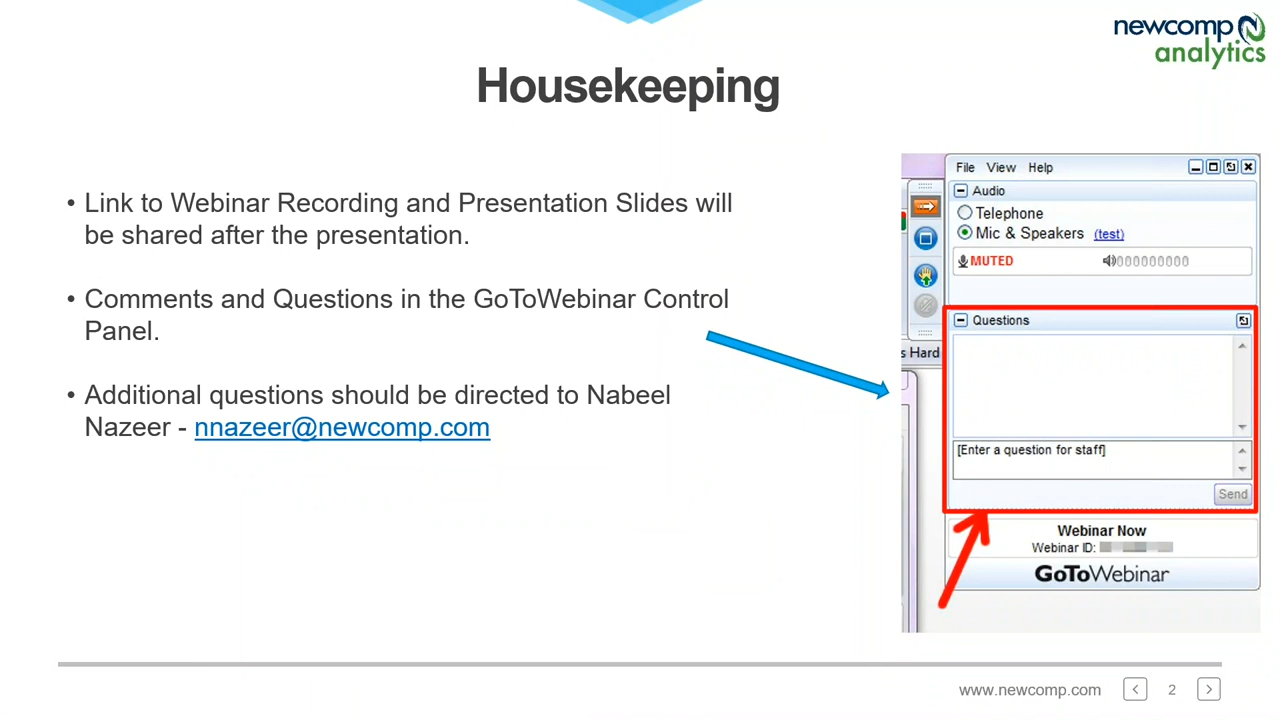 newcomp
analytics
Housekeeping
• Link to Webinar Recording and Presentation Slides will
be shared after the presentation.
• Comments and Questions in the GoToWebinar Control
Panel.
• Additional questions should be directed to Nabeel
Nazeer - nnazeer@newcomp.com
File View Help
Audio
Telephone
Mic & Speakers (test)
MUTED
000000000
Questions
s Hard
[Enter a question for staff]
Send
Webinar Now
Webinar ID:
GoToWebinar
www.newcomp.com
2